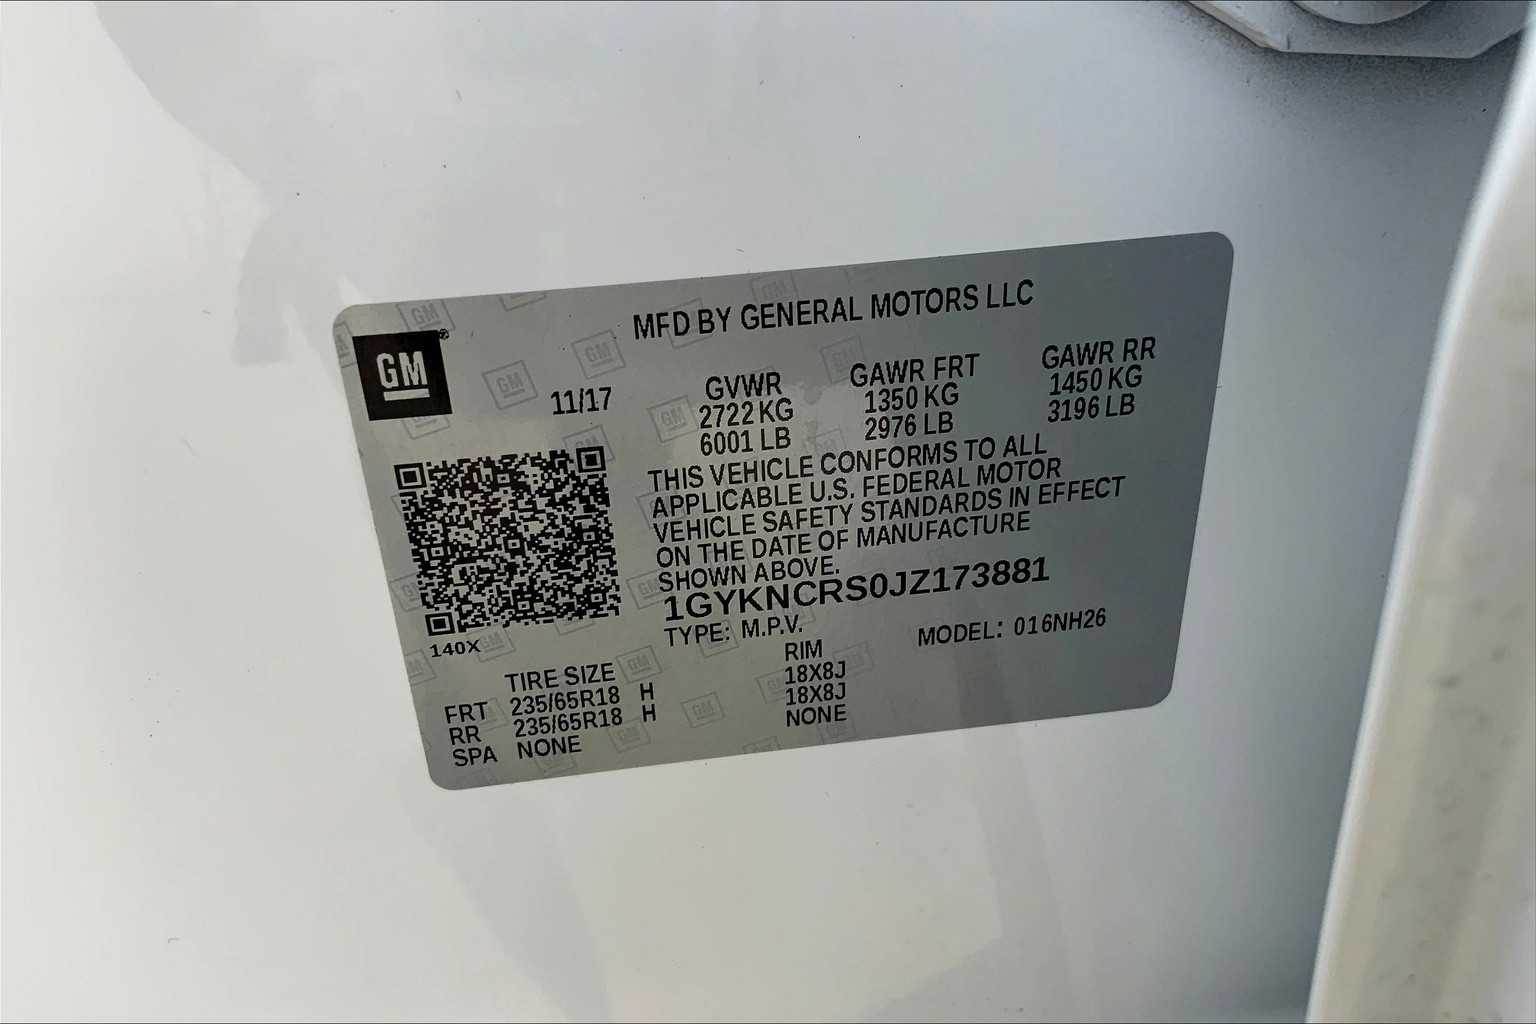 MFD BY GENERAL MOTORS LLC
GM
11/17
GVWR
2722 KG
6001 LB
GAWR FRT
1350 KG
2976 LB
GAWR RR
1450 KG
3196 LB
THIS VEHICLE CONFORMS TO ALL
APPLICABLE U.S. FEDERAL MOTOR
VEHICLE SAFETY STANDARDS IN EFFECT
ON THE DATE OF MANUFACTURE
SHOWN ABOVE.
1GYKNCRS0JZ173881
TYPE: M.P.V.
MODEL: 016NH26
140X
TIRE SIZE RIM
FRT 235/65R18 H 18X8J
RR 235/65R18 H 18X8J
SPA NONE NONE